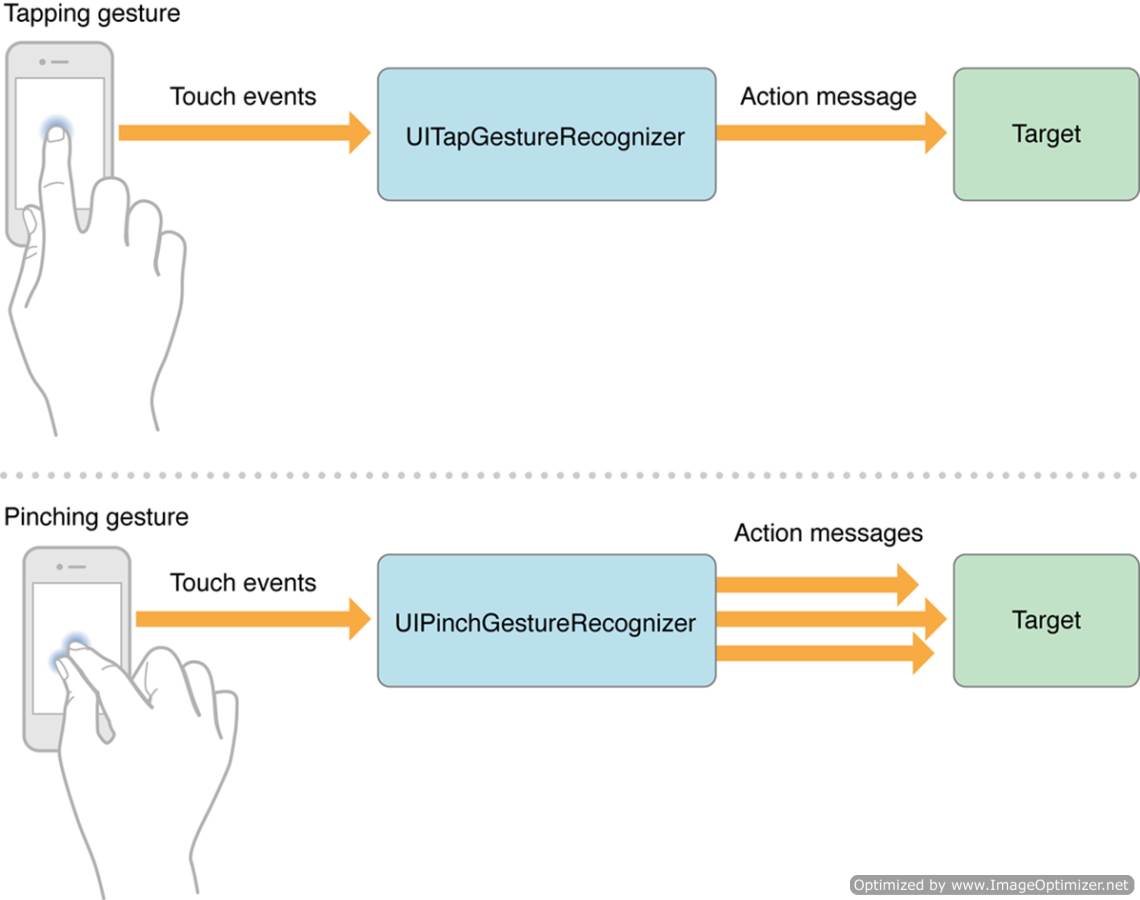 Tapping gesture
Touch events
UITapGestureRecognizer
Action message
Target
Pinching gesture
Touch events
UIPinchGestureRecognizer
Action messages
Target
Optimized by www.ImageOptimizer.net